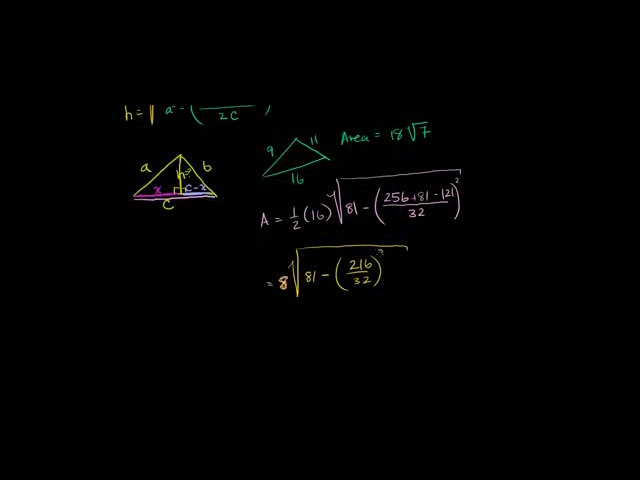 h = √ a² - (
2c )²
a h? b
x c-x
c
9 11
16
Area = 18√7
A = 1/2 (16) √ 81 - ( 256+81-121 / 32 )²
= 8 √ 81 - ( 216 / 32 )²